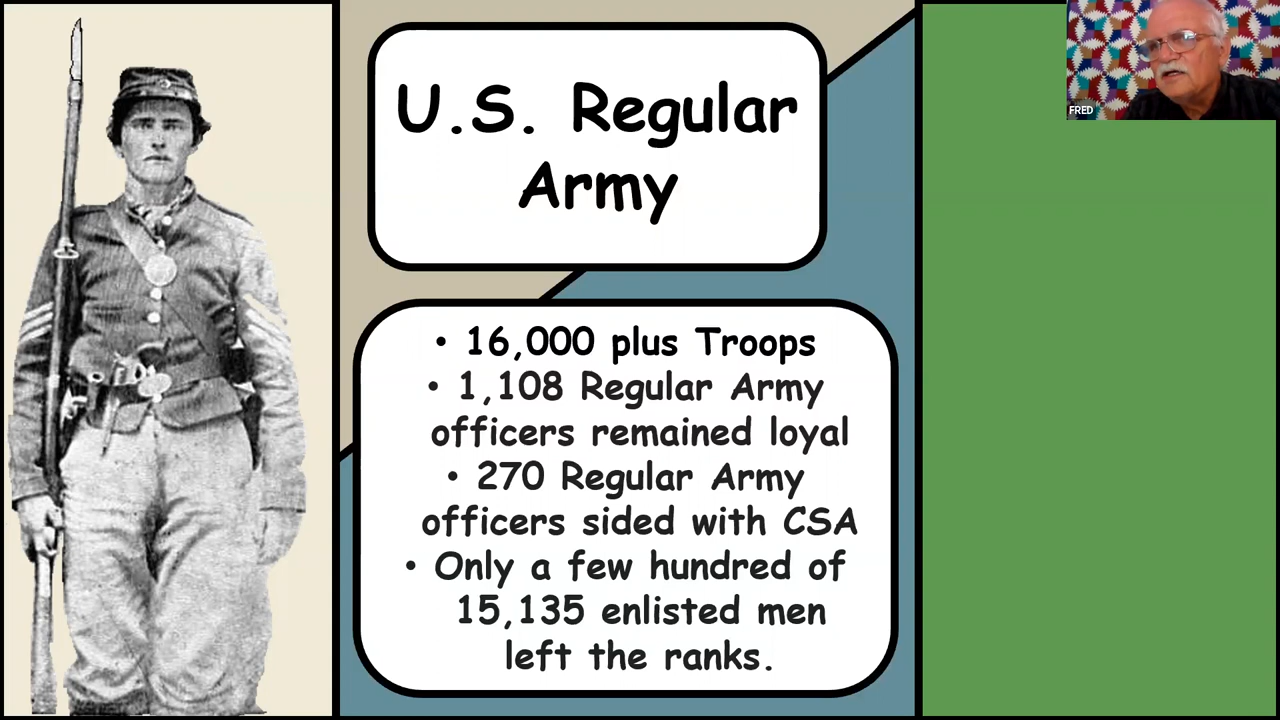 U.S. Regular
Army
• 16,000 plus Troops
• 1,108 Regular Army
officers remained loyal
• 270 Regular Army
officers sided with CSA
• Only a few hundred of
15,135 enlisted men
left the ranks.
FRED